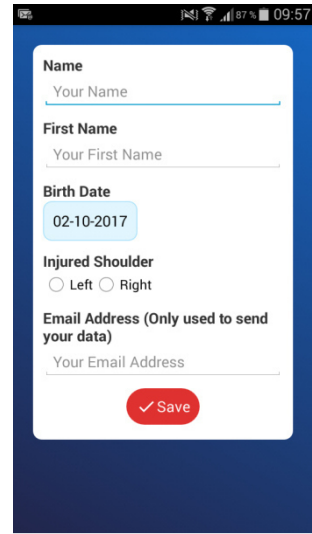 87 % 09:57
Name
Your Name
First Name
Your First Name
Birth Date
02-10-2017
Injured Shoulder
Left Right
Email Address (Only used to send
your data)
Your Email Address
Save